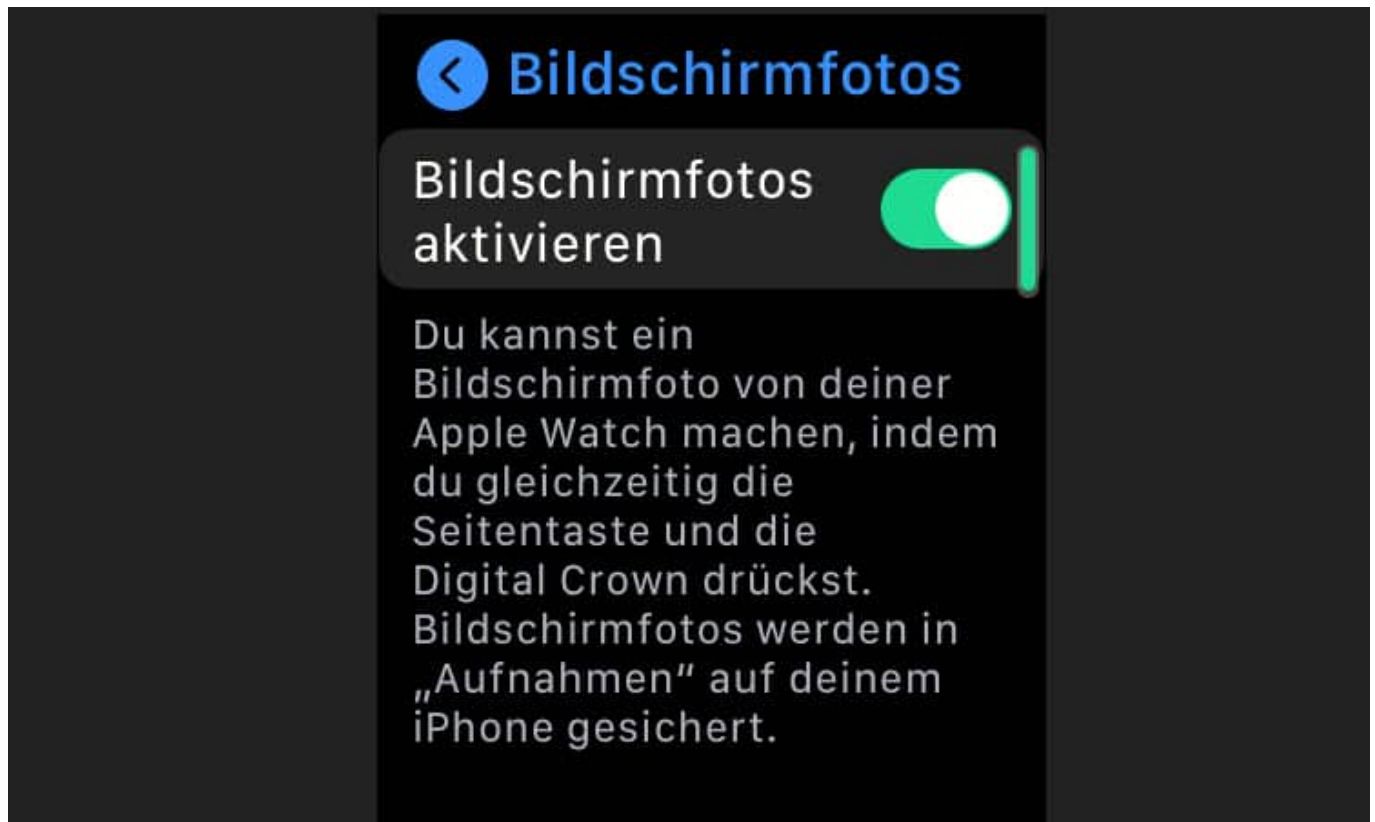 Bildschirmfotos
Bildschirmfotos
aktivieren
Du kannst ein
Bildschirmfoto von deiner
Apple Watch machen, indem
du gleichzeitig die
Seitentaste und die
Digital Crown drückst.
Bildschirmfotos werden in
„Aufnahmen“ auf deinem
iPhone gesichert.